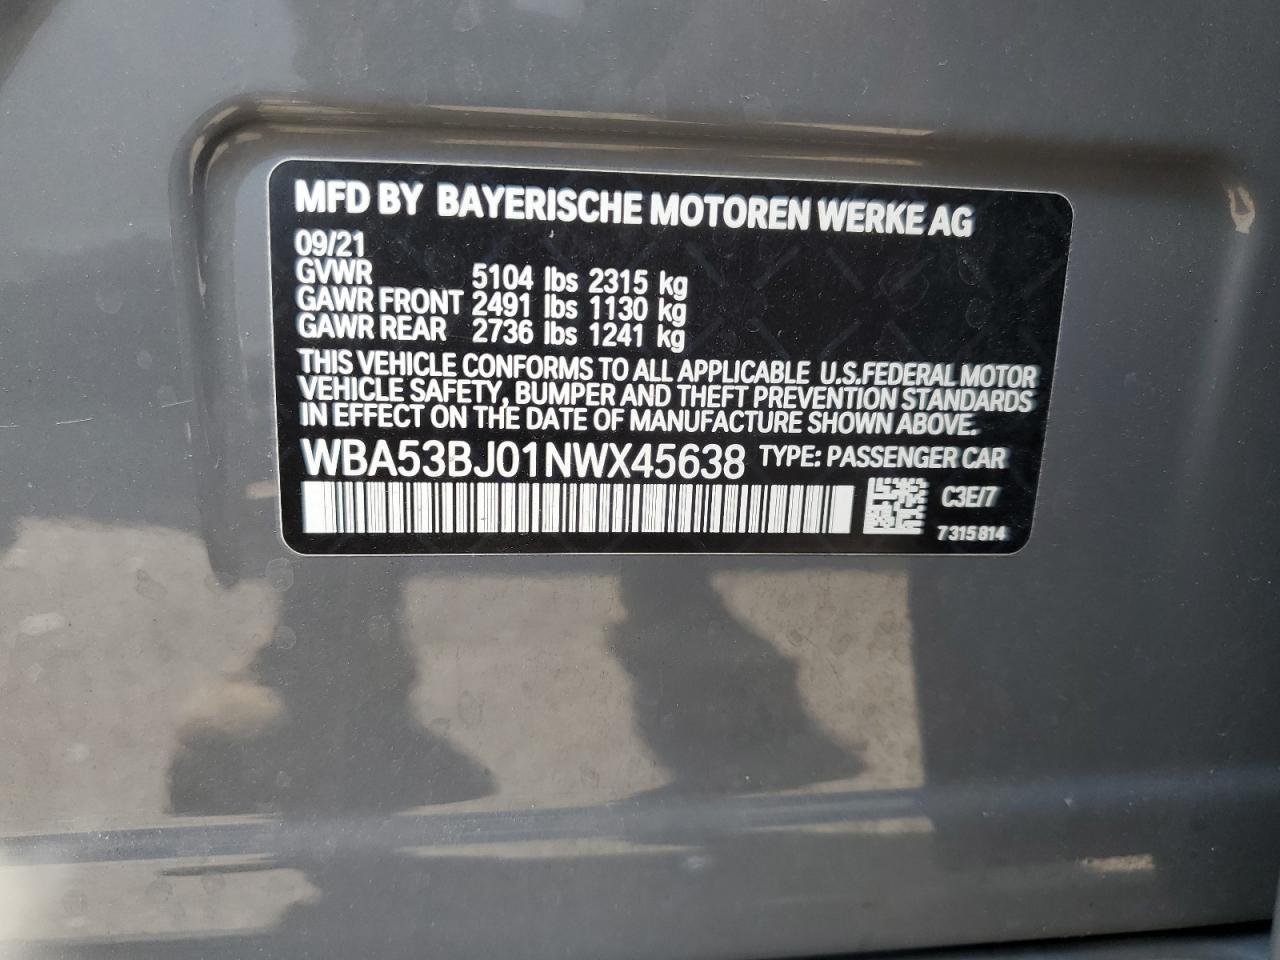 MFD BY BAYERISCHE MOTOREN WERKE AG
09/21
GVWR 5104 lbs 2315 kg
GAWR FRONT 2491 lbs 1130 kg
GAWR REAR 2736 lbs 1241 kg
THIS VEHICLE CONFORMS TO ALL APPLICABLE U.S.FEDERAL MOTOR
VEHICLE SAFETY, BUMPER AND THEFT PREVENTION STANDARDS
IN EFFECT ON THE DATE OF MANUFACTURE SHOWN ABOVE.
WBA53BJ01NWX45638 TYPE: PASSENGER CAR
C3E/7
7315814